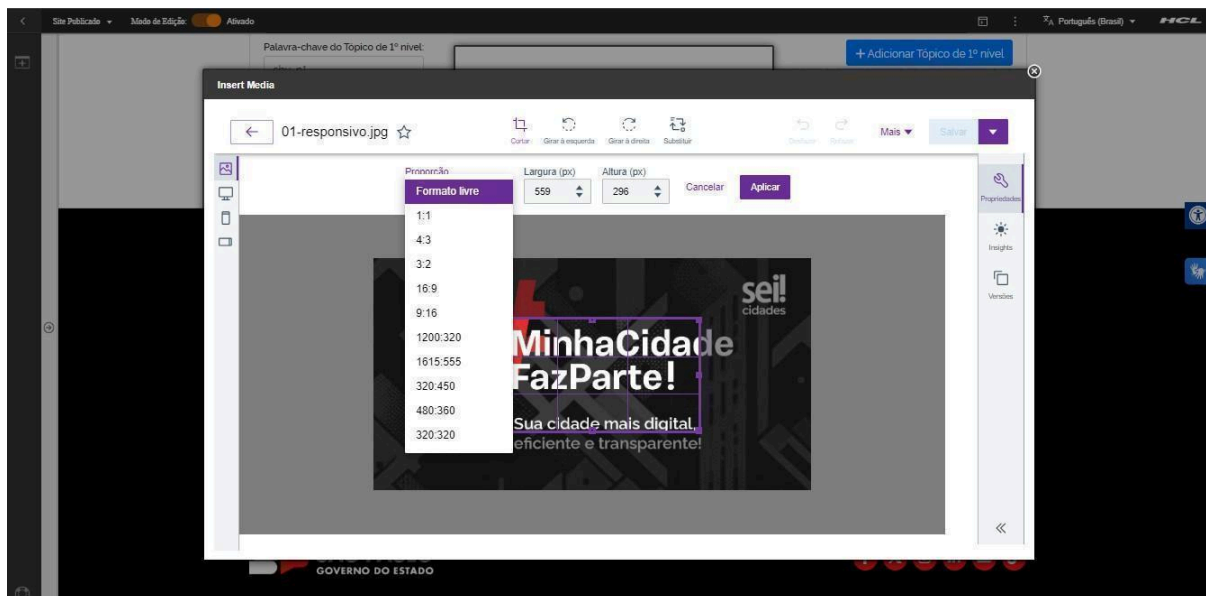 Site Publicado
Modo de Edição:
Ativado
Português (Brasil)
HCL
Palavra-chave do Tópico de 1º nível:
+ Adicionar Tópico de 1º nível
Insert Media
01-responsivo.jpg
Cortar
Girar à esquerda
Girar à direita
Substituir
Desfazer
Refazer
Mais
Salvar
Proporção
Largura (px)
Altura (px)
Formato livre
559
296
Cancelar
Aplicar
Propriedades
Insights
Versões
1:1
4:3
3:2
16:9
9:16
1200:320
1615:555
320:450
480:360
320:320
sei!
cidades
MinhaCidade
FazParte!
Sua cidade mais digital,
eficiente e transparente!
GOVERNO DO ESTADO